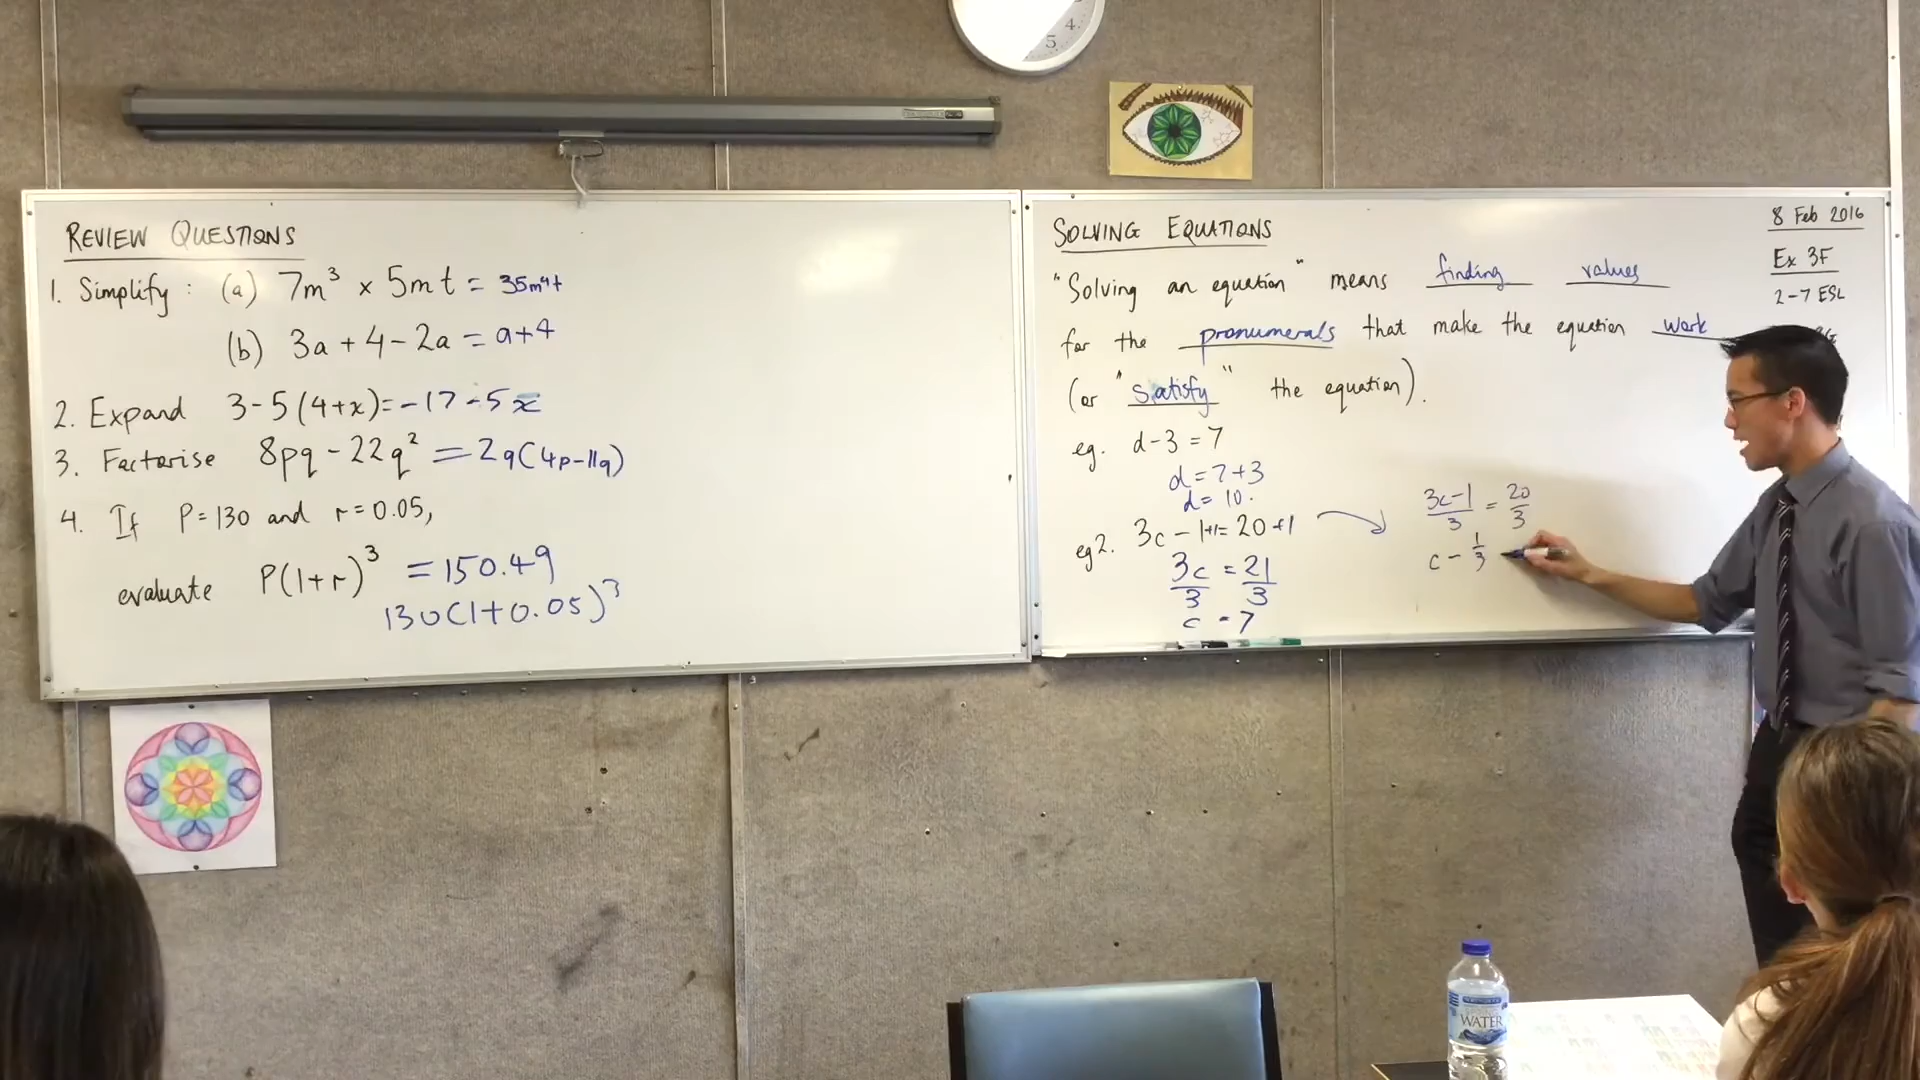 REVIEW QUESTIONS
1. Simplify : (a) 7m³ × 5mt = 35m⁴t
(b) 3a + 4 - 2a = a+4
2. Expand 3 - 5(4+x) = -17 - 5x
3. Factorise 8pq - 22q² = 2q(4p-11q)
4. If P=130 and r=0.05,
evaluate P(1+r)³ = 150.49
130(1+0.05)³
SOLVING EQUATIONS
"Solving an equation" means finding values
for the pronumerals that make the equation work
(or "satisfy" the equation).
eg. d-3 = 7
d = 7+3
d = 10.
eg2. 3c - 1+1 = 20+1
3c/3 = 21/3
c = 7
3c-1/3 = 20/3
c - 1/3
8 Feb 2016
Ex 3F
2-7 ESL
4.
5
WATER